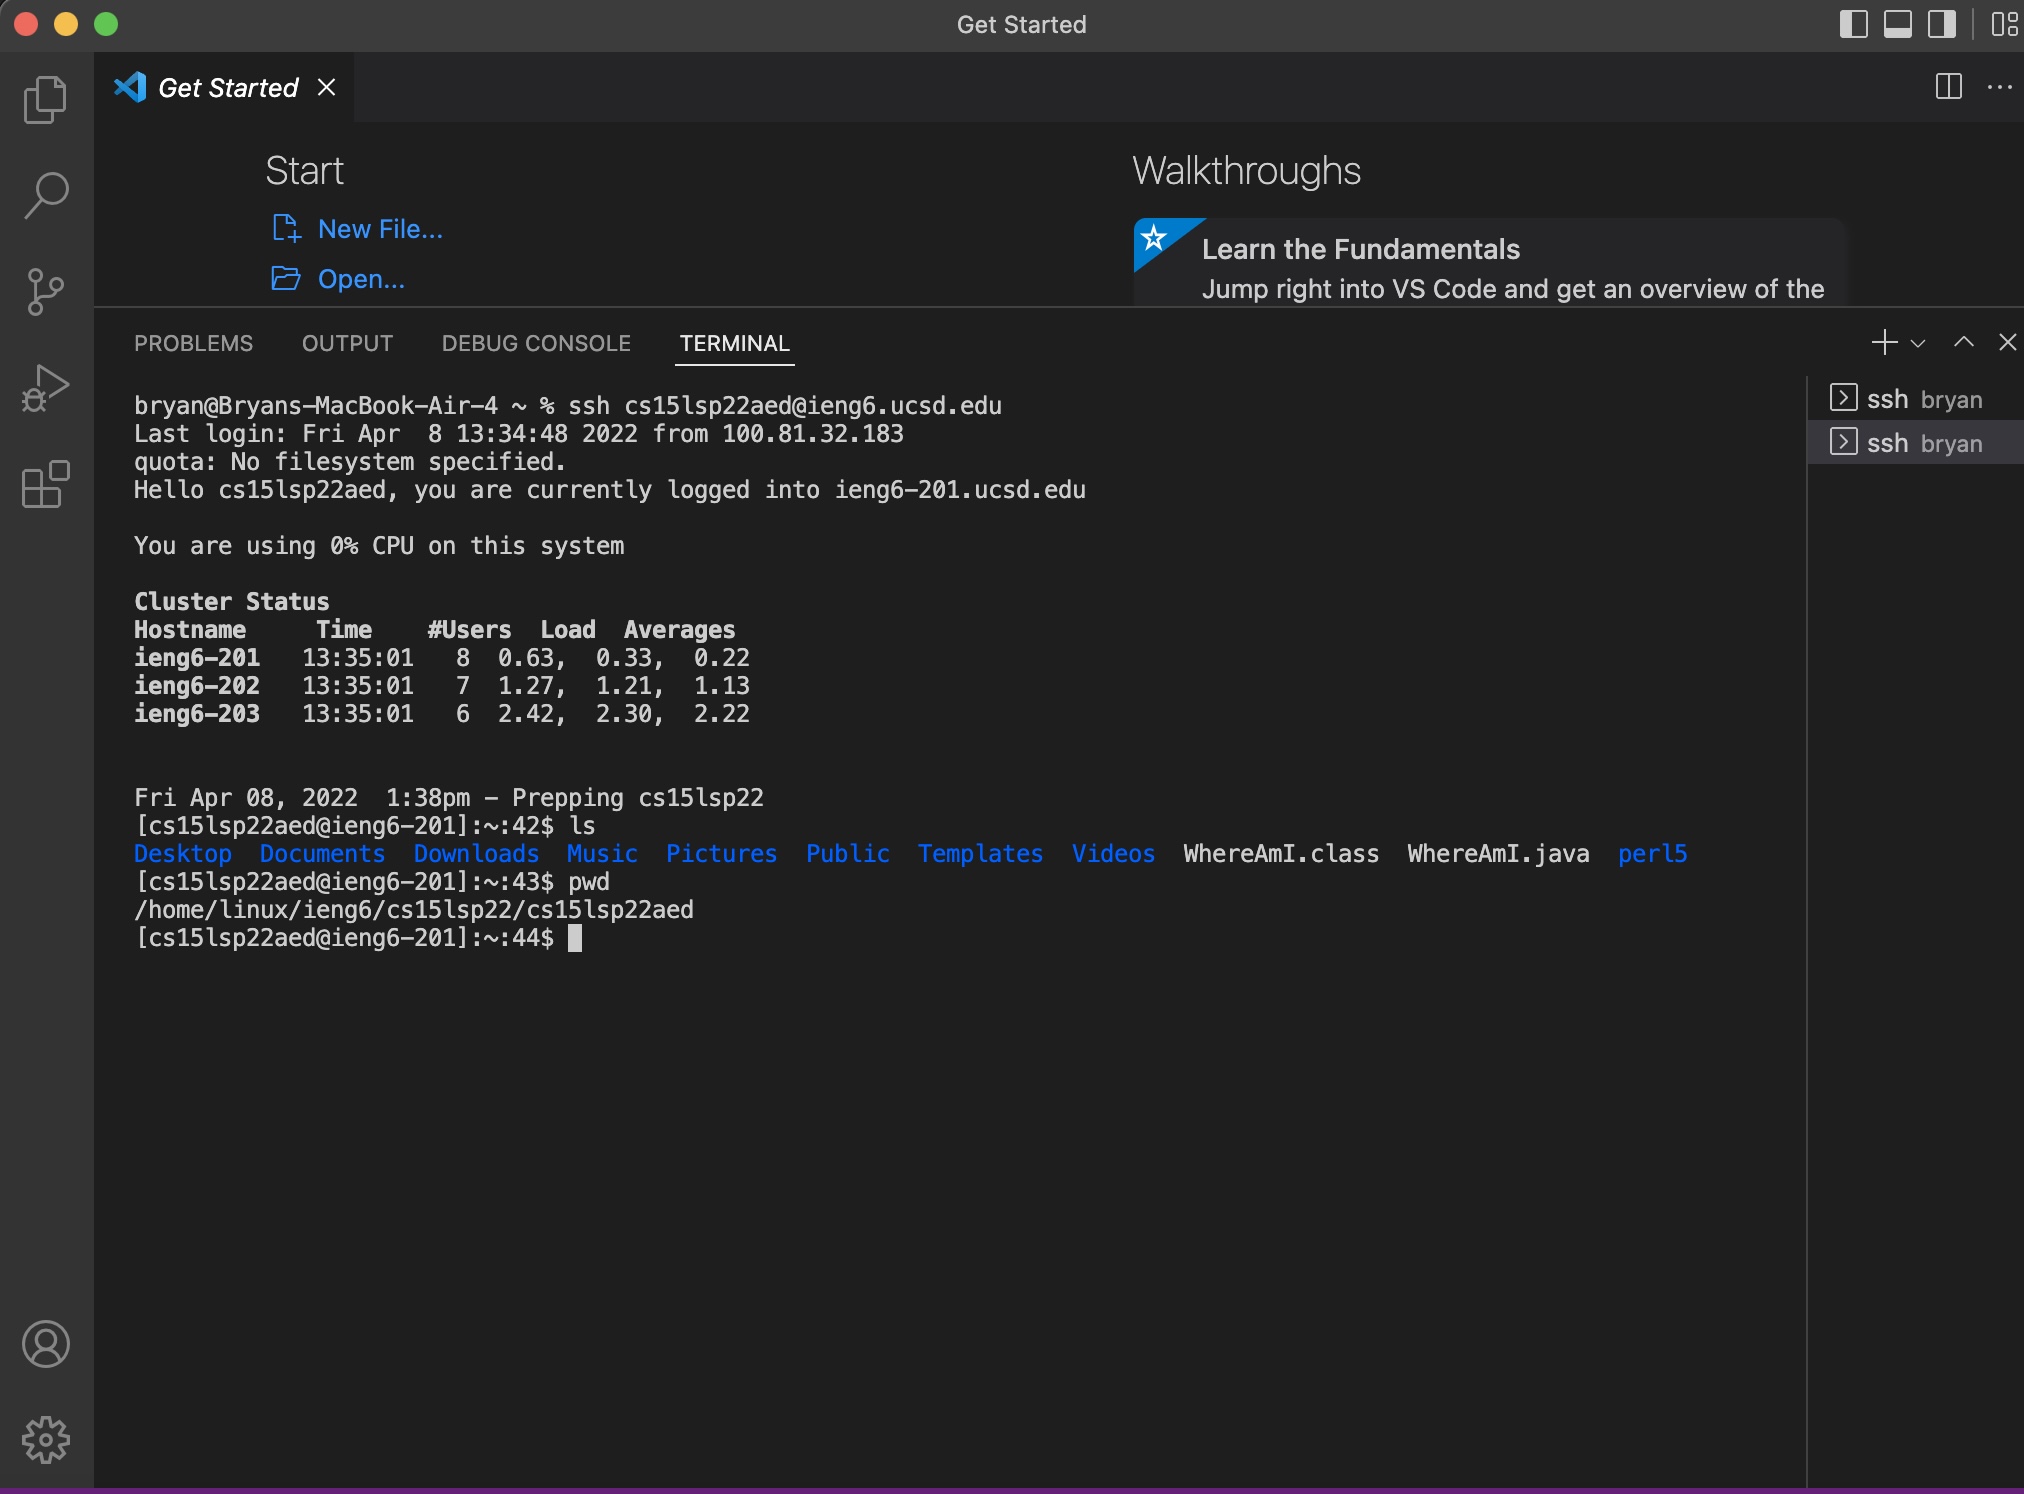 Get Started
Get Started
Start
Walkthroughs
New File...
Learn the Fundamentals
Open...
Jump right into VS Code and get an overview of the
PROBLEMS OUTPUT DEBUG CONSOLE TERMINAL
ssh bryan
ssh bryan
bryan@Bryans-MacBook-Air-4 ~ % ssh cs15lsp22aed@ieng6.ucsd.edu
Last login: Fri Apr  8 13:34:48 2022 from 100.81.32.183
quota: No filesystem specified.
Hello cs15lsp22aed, you are currently logged into ieng6-201.ucsd.edu
You are using 0% CPU on this system
Cluster Status
Hostname     Time    #Users  Load  Averages
ieng6-201   13:35:01   8  0.63,  0.33,  0.22
ieng6-202   13:35:01   7  1.27,  1.21,  1.13
ieng6-203   13:35:01   6  2.42,  2.30,  2.22
Fri Apr 08, 2022  1:38pm - Prepping cs15lsp22
[cs15lsp22aed@ieng6-201]:~:42$ ls
Desktop  Documents  Downloads  Music  Pictures  Public  Templates  Videos  WhereAmI.class  WhereAmI.java  perl5
[cs15lsp22aed@ieng6-201]:~:43$ pwd
/home/linux/ieng6/cs15lsp22/cs15lsp22aed
[cs15lsp22aed@ieng6-201]:~:44$